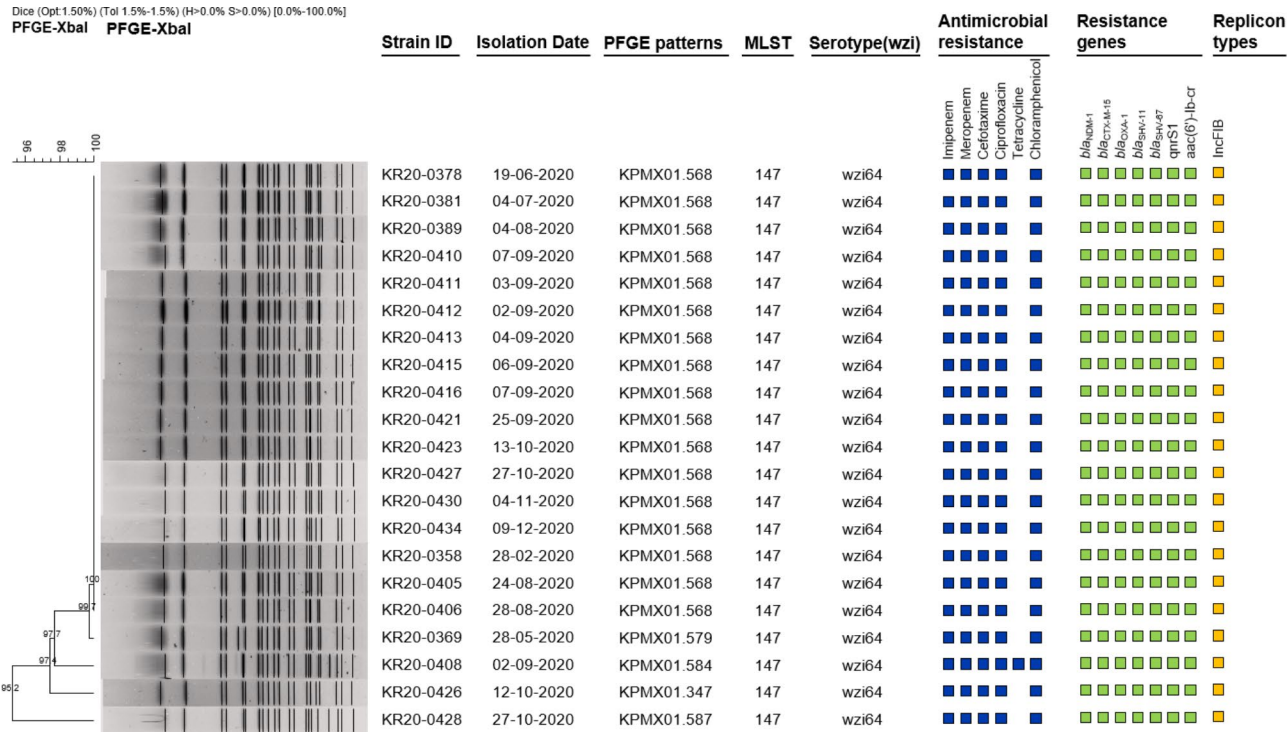 Dice (Opt:1.50%) (Tol 1.5%-1.5%) (H>0.0% S>0.0%) [0.0%-100.0%]
PFGE-XbaI PFGE-XbaI
Strain ID Isolation Date PFGE patterns MLST Serotype(wzi) Antimicrobial resistance Resistance genes Replicon types
96 98 100
Imipenem Meropenem Cefotaxime Ciprofloxacin Tetracycline Chloramphenicol blaNDM-1 blaCTX-M-15 blaOXA-1 blaSHV-11 blaSHV-67 qnrS1 aac(6')-Ib-cr IncFIB
KR20-0378 19-06-2020 KPMX01.568 147 wzi64
KR20-0381 04-07-2020 KPMX01.568 147 wzi64
KR20-0389 04-08-2020 KPMX01.568 147 wzi64
KR20-0410 07-09-2020 KPMX01.568 147 wzi64
KR20-0411 03-09-2020 KPMX01.568 147 wzi64
KR20-0412 02-09-2020 KPMX01.568 147 wzi64
KR20-0413 04-09-2020 KPMX01.568 147 wzi64
KR20-0415 06-09-2020 KPMX01.568 147 wzi64
KR20-0416 07-09-2020 KPMX01.568 147 wzi64
KR20-0421 25-09-2020 KPMX01.568 147 wzi64
KR20-0423 13-10-2020 KPMX01.568 147 wzi64
KR20-0427 27-10-2020 KPMX01.568 147 wzi64
KR20-0430 04-11-2020 KPMX01.568 147 wzi64
KR20-0434 09-12-2020 KPMX01.568 147 wzi64
KR20-0358 28-02-2020 KPMX01.568 147 wzi64
100 KR20-0405 24-08-2020 KPMX01.568 147 wzi64
99.7 KR20-0406 28-08-2020 KPMX01.568 147 wzi64
97.7 KR20-0369 28-05-2020 KPMX01.579 147 wzi64
97.4 KR20-0408 02-09-2020 KPMX01.584 147 wzi64
95.2 KR20-0426 12-10-2020 KPMX01.347 147 wzi64
KR20-0428 27-10-2020 KPMX01.587 147 wzi64